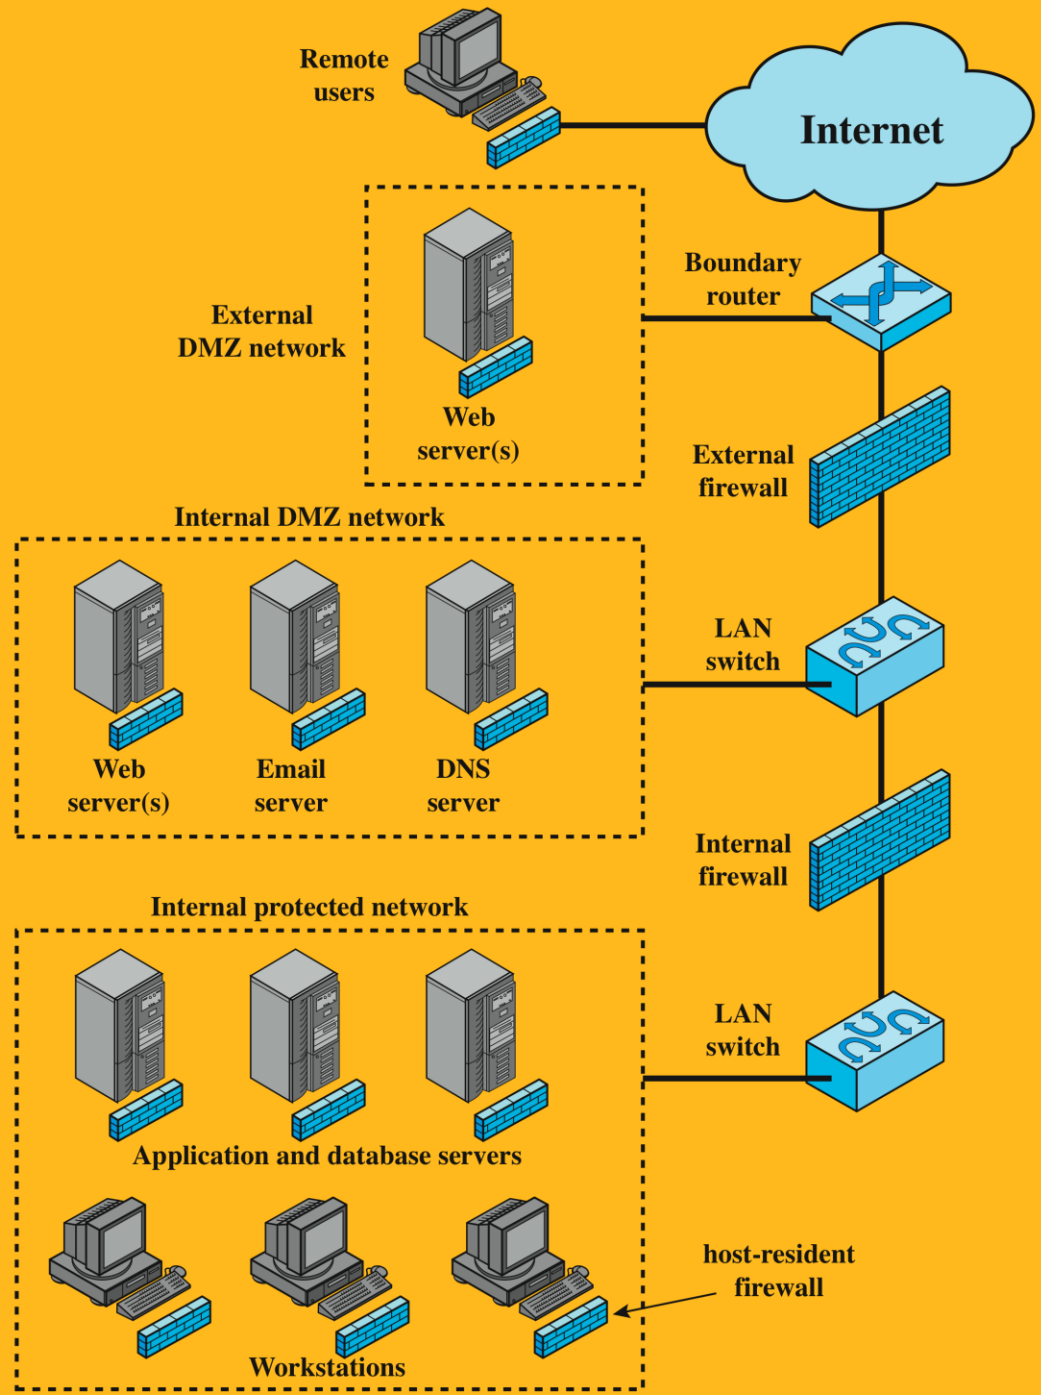 Remote
users
Internet
Boundary
router
External
DMZ network
Web
server(s)
External
firewall
Internal DMZ network
LAN
switch
Web
server(s)
Email
server
DNS
server
Internal
firewall
Internal protected network
LAN
switch
Application and database servers
host-resident
firewall
Workstations